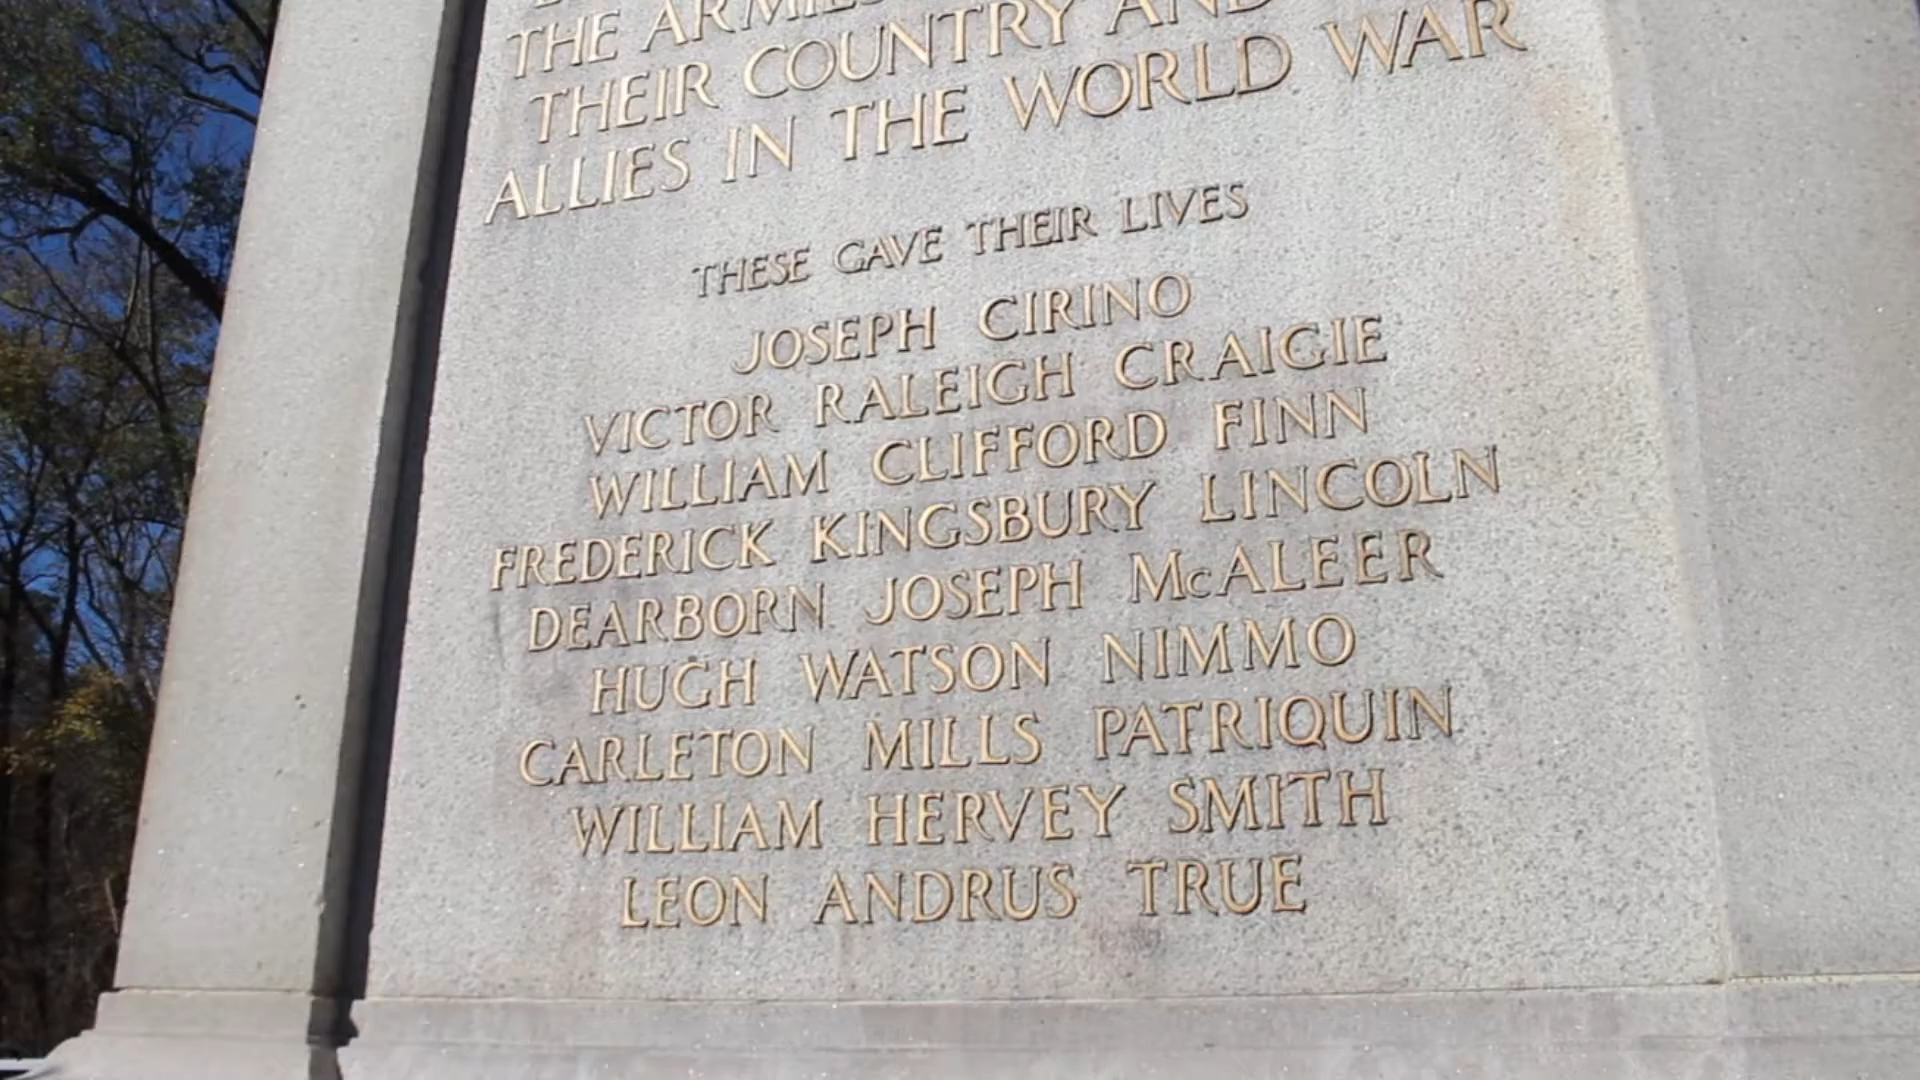 THE ARMIES
THEIR COUNTRY AND
ALLIES IN THE WORLD WAR
THESE GAVE THEIR LIVES
JOSEPH CIRINO
VICTOR RALEIGH CRAIGIE
WILLIAM CLIFFORD FINN
FREDERICK KINGSBURY LINCOLN
DEARBORN JOSEPH McALEER
HUGH WATSON NIMMO
CARLETON MILLS PATRIQUIN
WILLIAM HERVEY SMITH
LEON ANDRUS TRUE